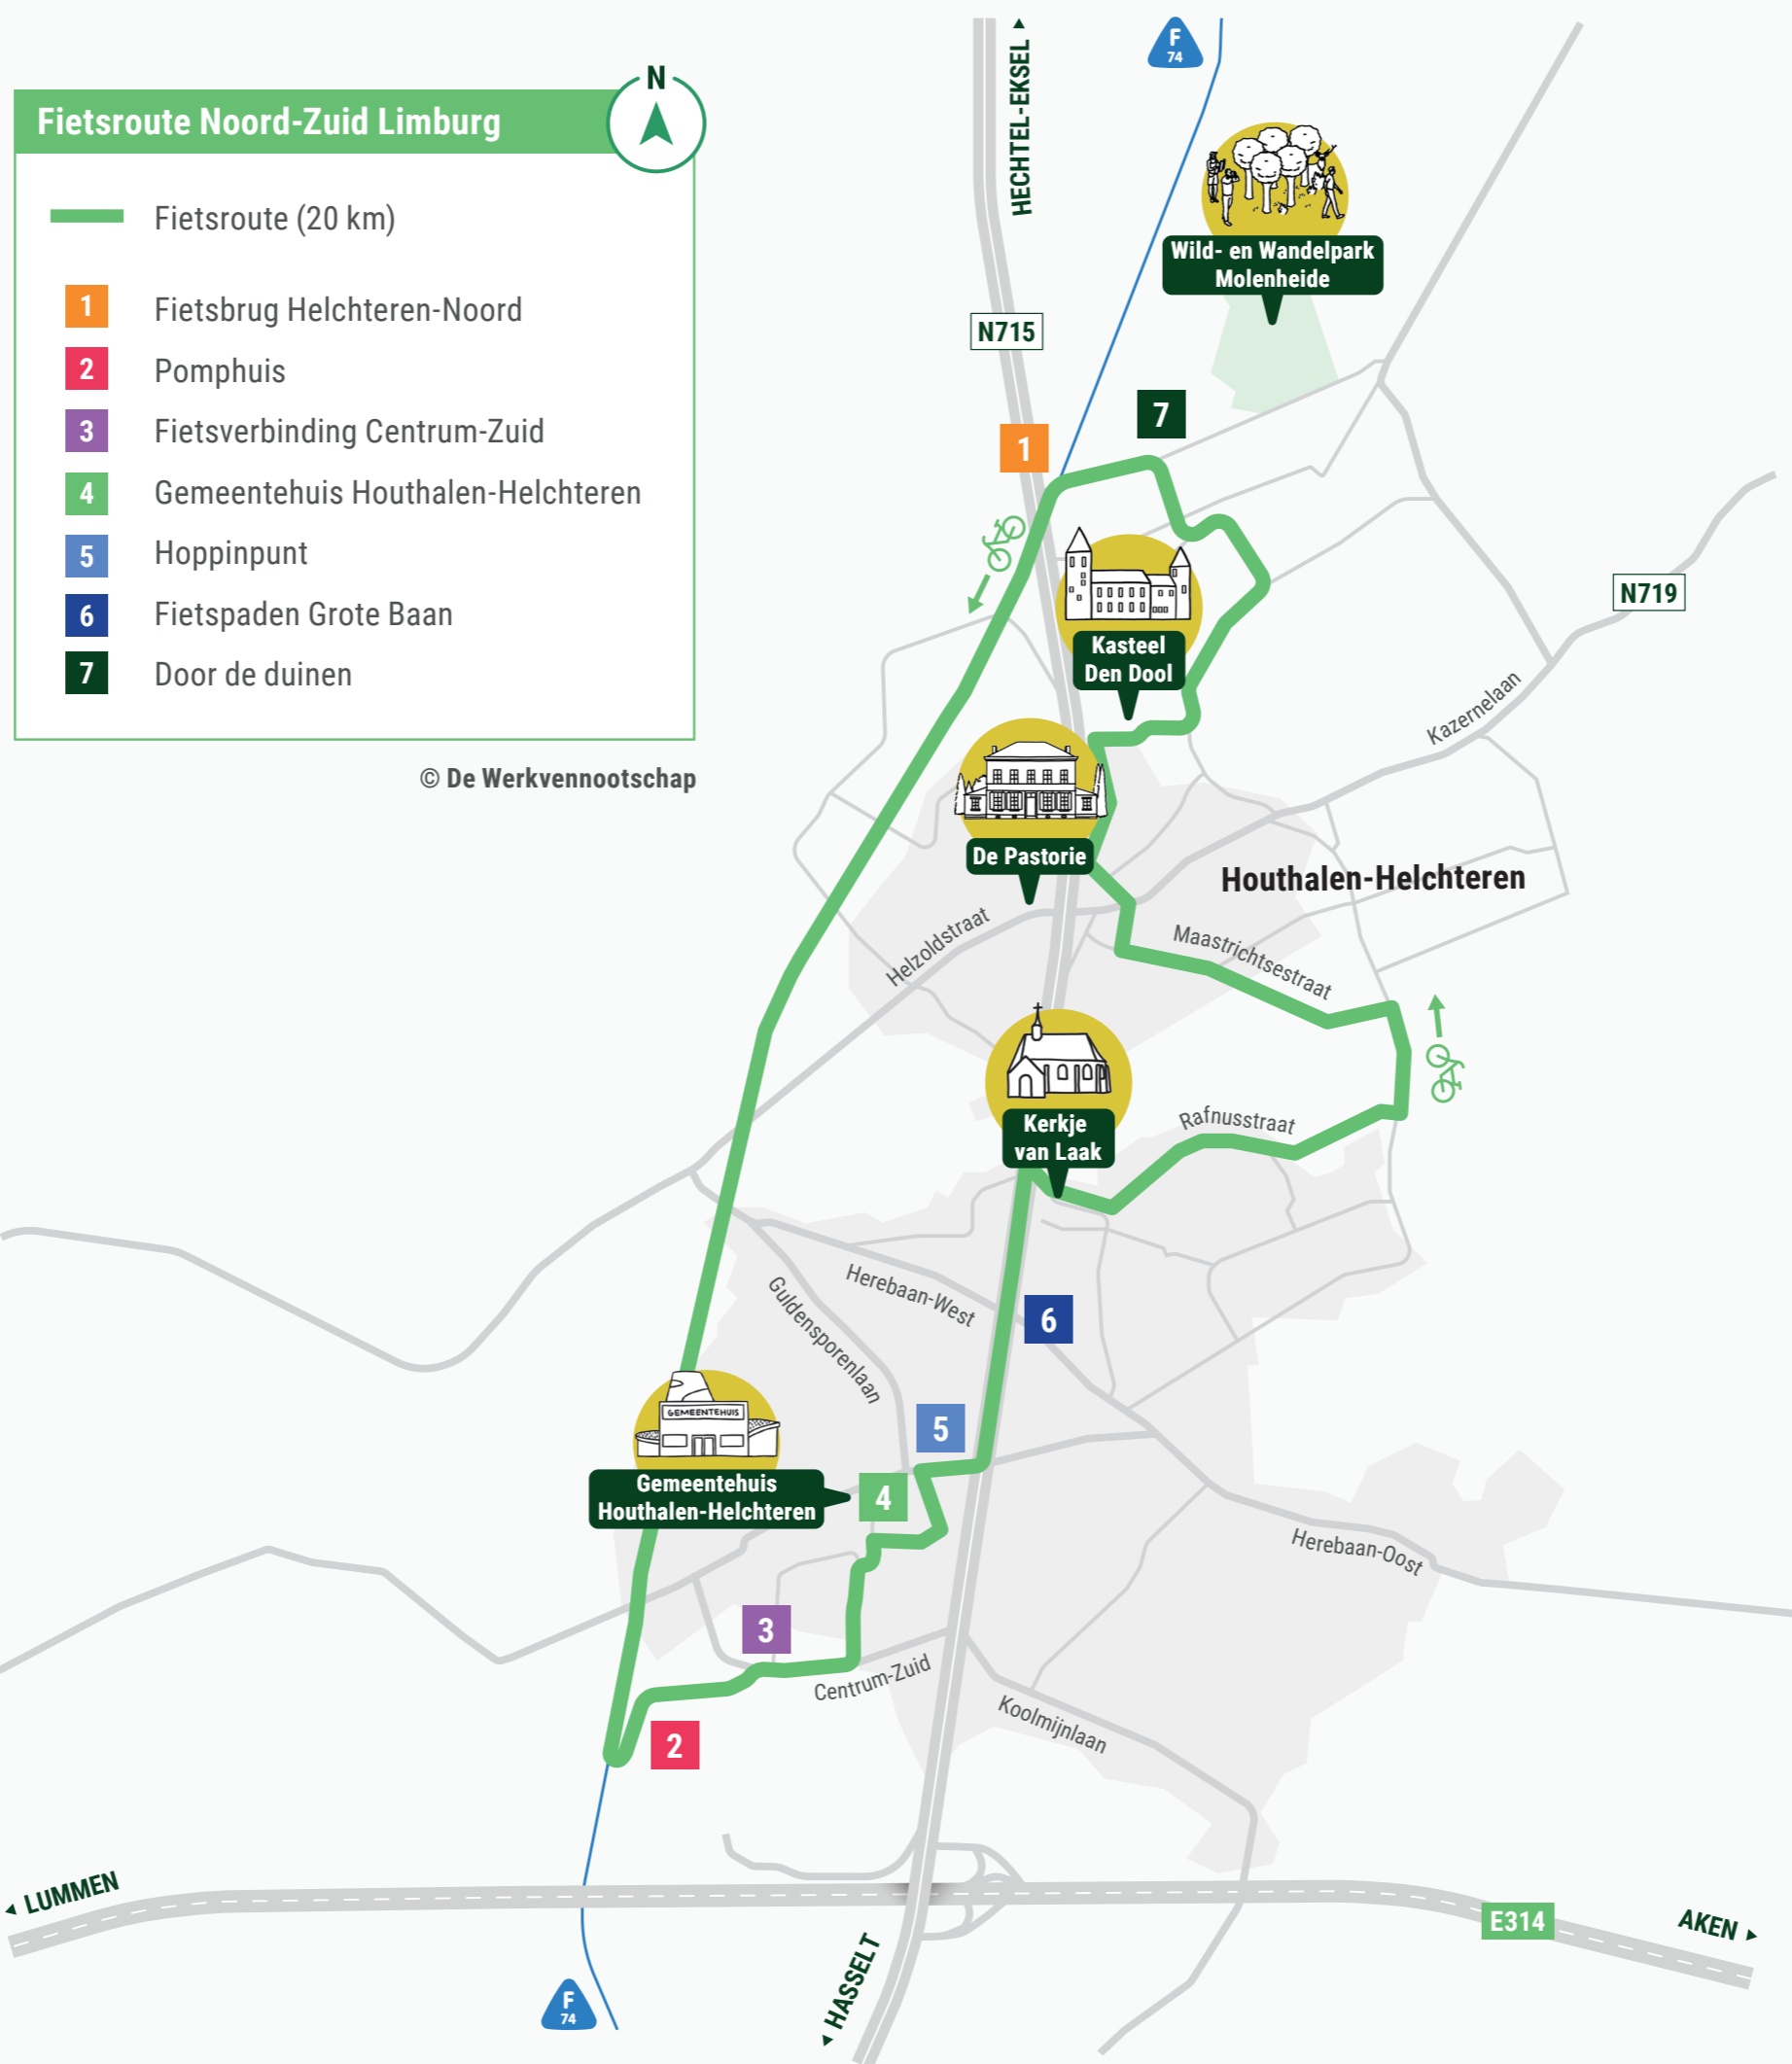 Fietsroute Noord-Zuid Limburg
N
Fietsroute (20 km)
1 Fietsbrug Helchteren-Noord
2 Pomphuis
3 Fietsverbinding Centrum-Zuid
4 Gemeentehuis Houthalen-Helchteren
5 Hoppinpunt
6 Fietspaden Grote Baan
7 Door de duinen
© De Werkvennootschap
HECHTEL-EKSEL
F
74
Wild- en Wandelpark
Molenheide
N715
7
1
N719
Kasteel
Den Dool
Kazernelaan
De Pastorie
Houthalen-Helchteren
Helzoldstraat
Maastrichtsestraat
Kerkje
van Laak
Rafnusstraat
Guldensporenlaan
Herebaan-West
6
GEMEENTEHUIS
5
Gemeentehuis
Houthalen-Helchteren
4
Herebaan-Oost
3
Centrum-Zuid
Koolmijnlaan
2
LUMMEN
E314
AKEN
HASSELT
F
74